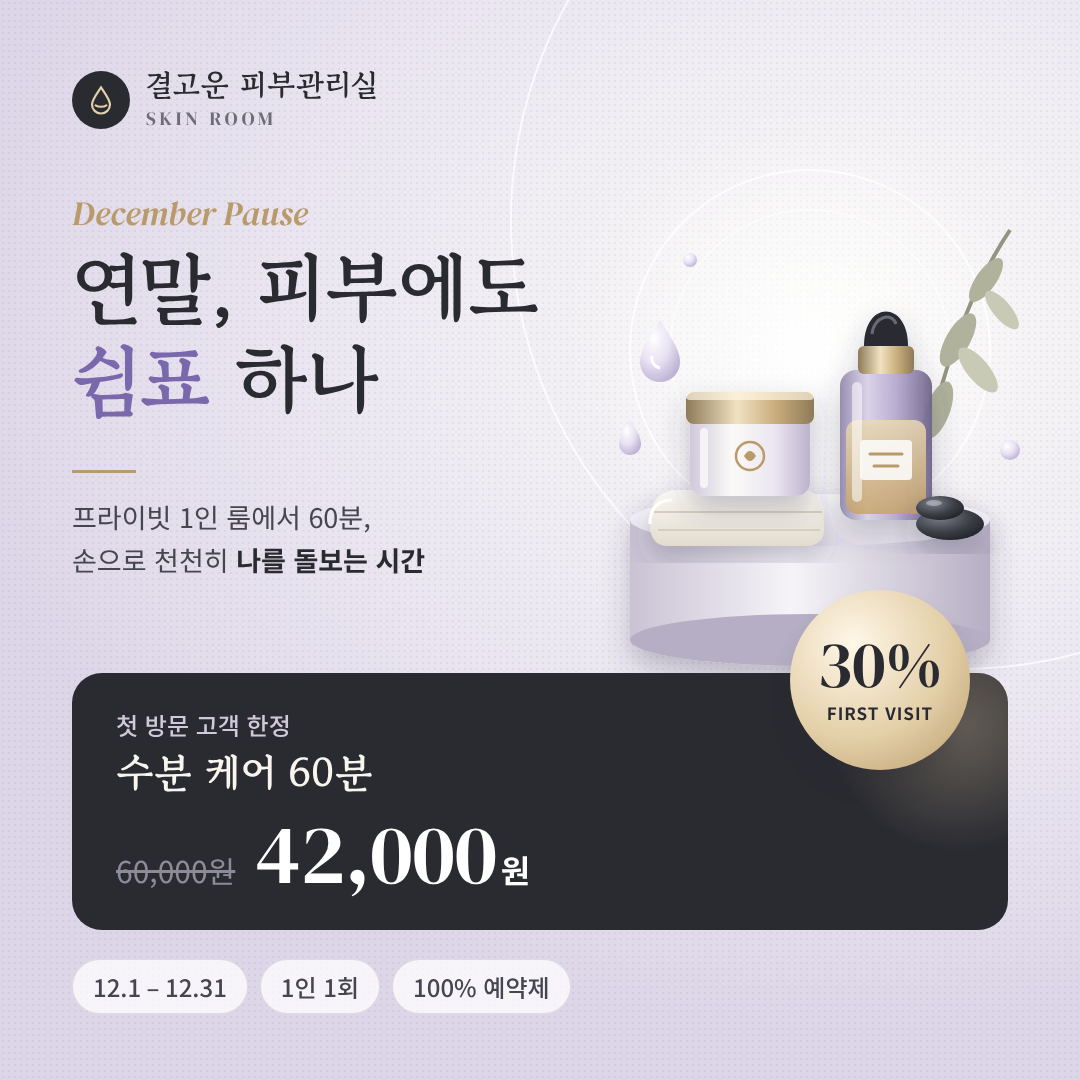 결고운 피부관리실
SKIN ROOM
December Pause
연말, 피부에도
쉼표 하나
프라이빗 1인 룸에서 60분,
손으로 천천히 나를 돌보는 시간
30%
FIRST VISIT
첫 방문 고객 한정
수분 케어 60분
60,000원 42,000원
12.1 – 12.31
1인 1회
100% 예약제